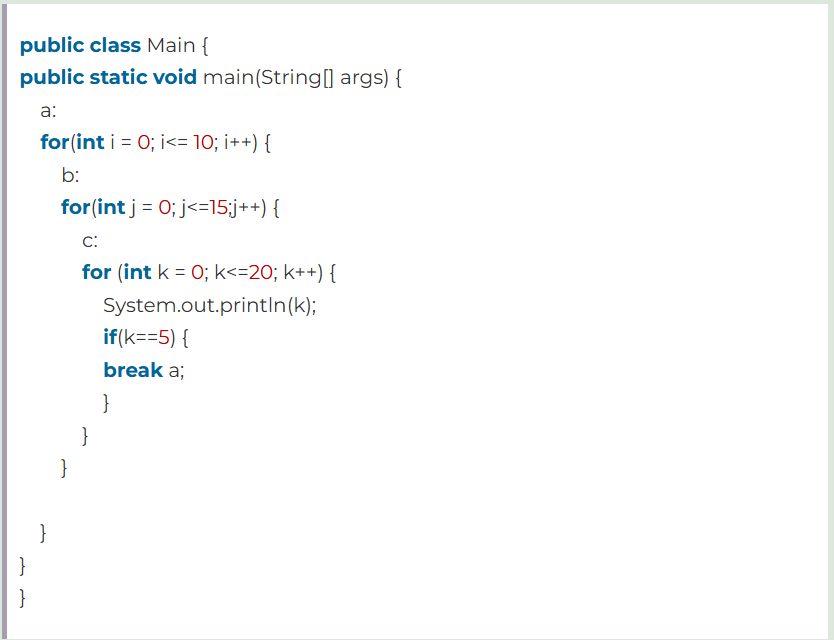 public class Main {
public static void main(String[] args) {
a:
for(int i = 0; i<= 10; i++) {
b:
for(int j = 0; j<=15;j++) {
c:
for (int k = 0; k<=20; k++) {
System.out.println(k);
if(k==5) {
break a;
}
}
}
}
}
}